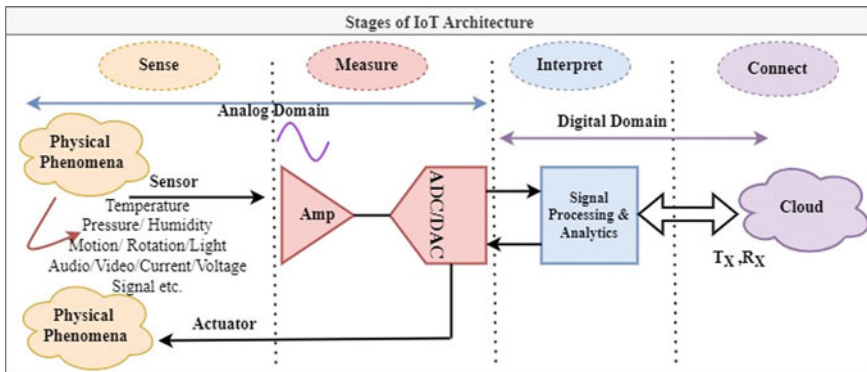 Stages of IoT Architecture
Sense
Measure
Interpret
Connect
Analog Domain
Digital Domain
Physical
Phenomena
Sensor
Temperature
Pressure/ Humidity
Motion/ Rotation/Light
Audio/Video/Current/Voltage
Signal etc.
Amp
ADC/DAC
Signal
Processing &
Analytics
Cloud
TX ,RX
Physical
Phenomena
Actuator